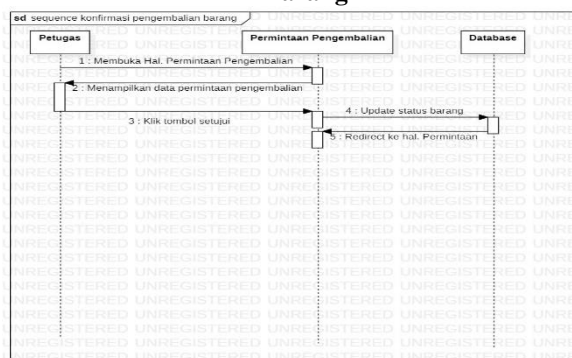 sd sequence konfirmasi pengembalian barang
Petugas
Permintaan Pengembalian
Database
1 : Membuka Hal. Permintaan Pengembalian
2 : Menampilkan data permintaan pengembalian
3 : Klik tombol setujui
4 : Update status barang
5 : Redirect ke hal. Permintaan
UNREGISTERED